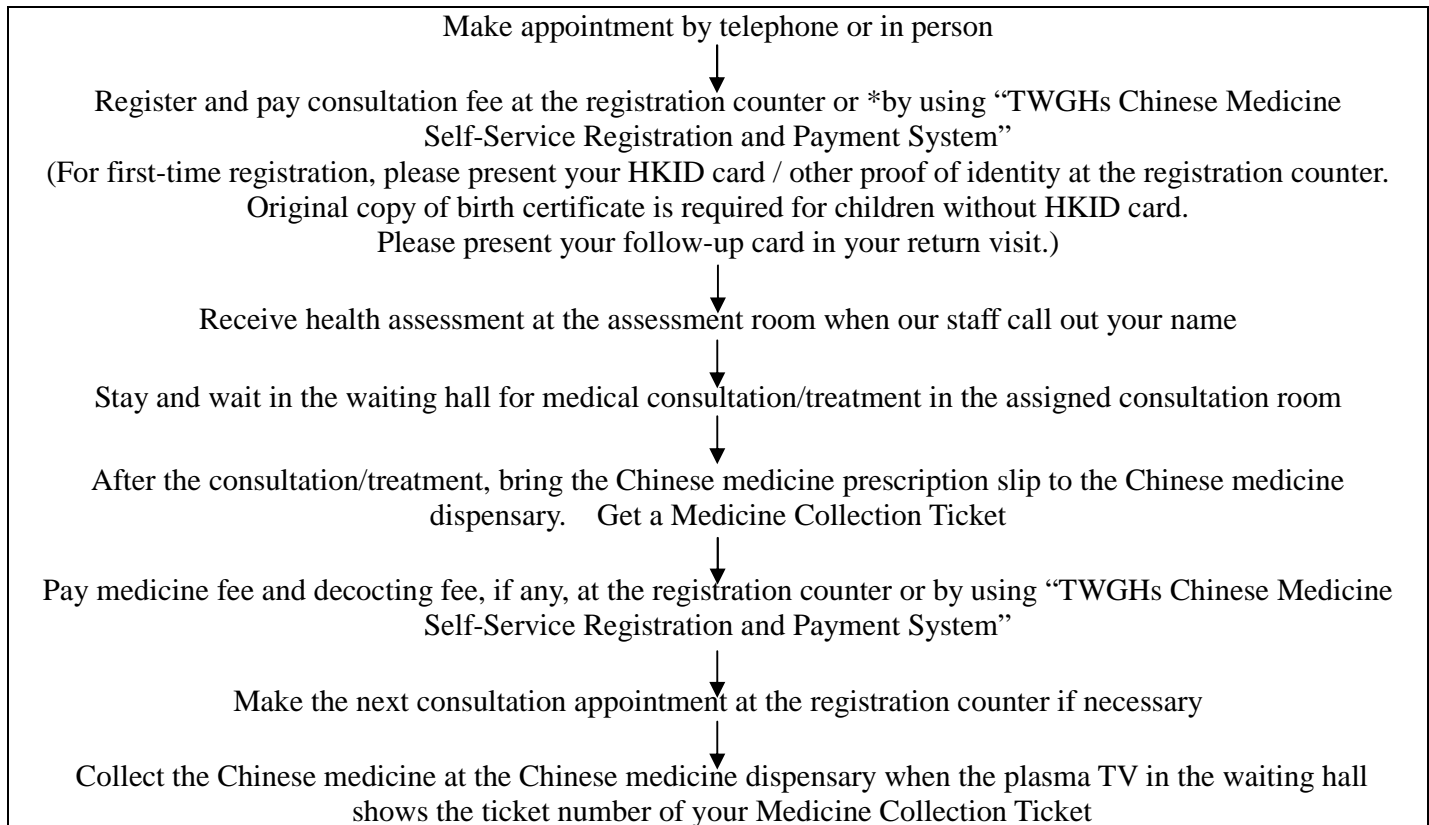 Make appointment by telephone or in person
Register and pay consultation fee at the registration counter or *by using “TWGHs Chinese Medicine
Self-Service Registration and Payment System”
(For first-time registration, please present your HKID card / other proof of identity at the registration counter.
Original copy of birth certificate is required for children without HKID card.
Please present your follow-up card in your return visit.)
Receive health assessment at the assessment room when our staff call out your name
Stay and wait in the waiting hall for medical consultation/treatment in the assigned consultation room
After the consultation/treatment, bring the Chinese medicine prescription slip to the Chinese medicine
dispensary. Get a Medicine Collection Ticket
Pay medicine fee and decocting fee, if any, at the registration counter or by using “TWGHs Chinese Medicine
Self-Service Registration and Payment System”
Make the next consultation appointment at the registration counter if necessary
Collect the Chinese medicine at the Chinese medicine dispensary when the plasma TV in the waiting hall
shows the ticket number of your Medicine Collection Ticket